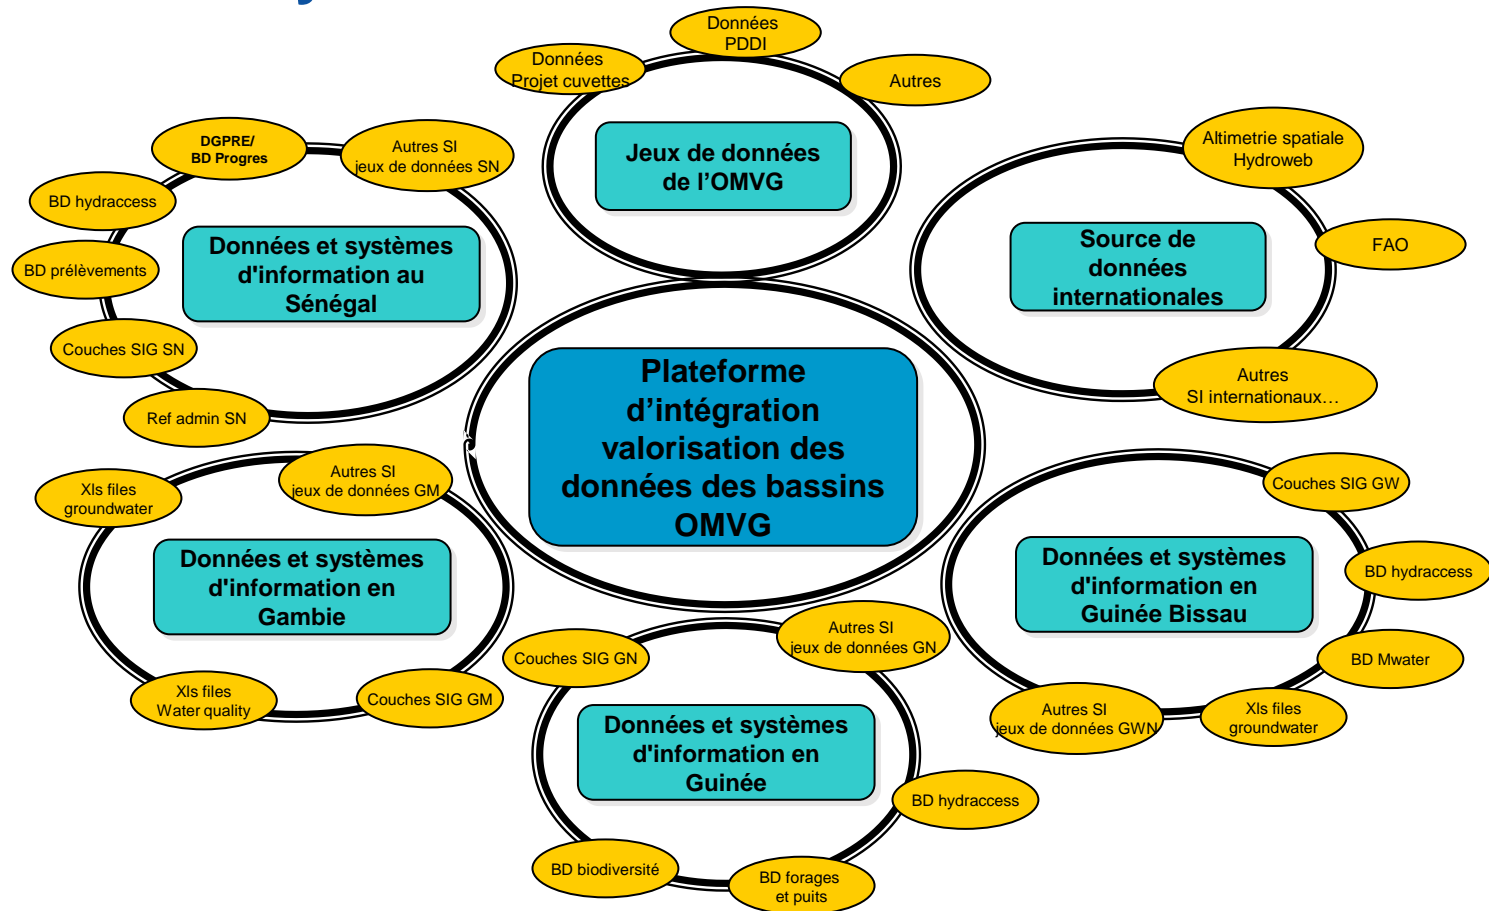 Données
PDDI
Données
Projet cuvettes
Autres
Jeux de données
de l’OMVG
DGPRE/
BD Progres
Autres SI
jeux de données SN
BD hydraccess
BD prélèvements
Couches SIG SN
Ref admin SN
Données et systèmes
d'information au
Sénégal
Altimetrie spatiale
Hydroweb
FAO
Autres
SI internationaux…
Source de
données
internationales
Plateforme
d’intégration
valorisation des
données des bassins
OMVG
Xls files
groundwater
Autres SI
jeux de données GM
Données et systèmes
d'information en
Gambie
Xls files
Water quality
Couches SIG GM
Couches SIG GN
Autres SI
jeux de données GN
Données et systèmes
d'information en
Guinée
BD hydraccess
BD biodiversité
BD forages
et puits
Couches SIG GW
BD hydraccess
BD Mwater
Xls files
groundwater
Autres SI
jeux de données GWN
Données et systèmes
d'information en
Guinée Bissau